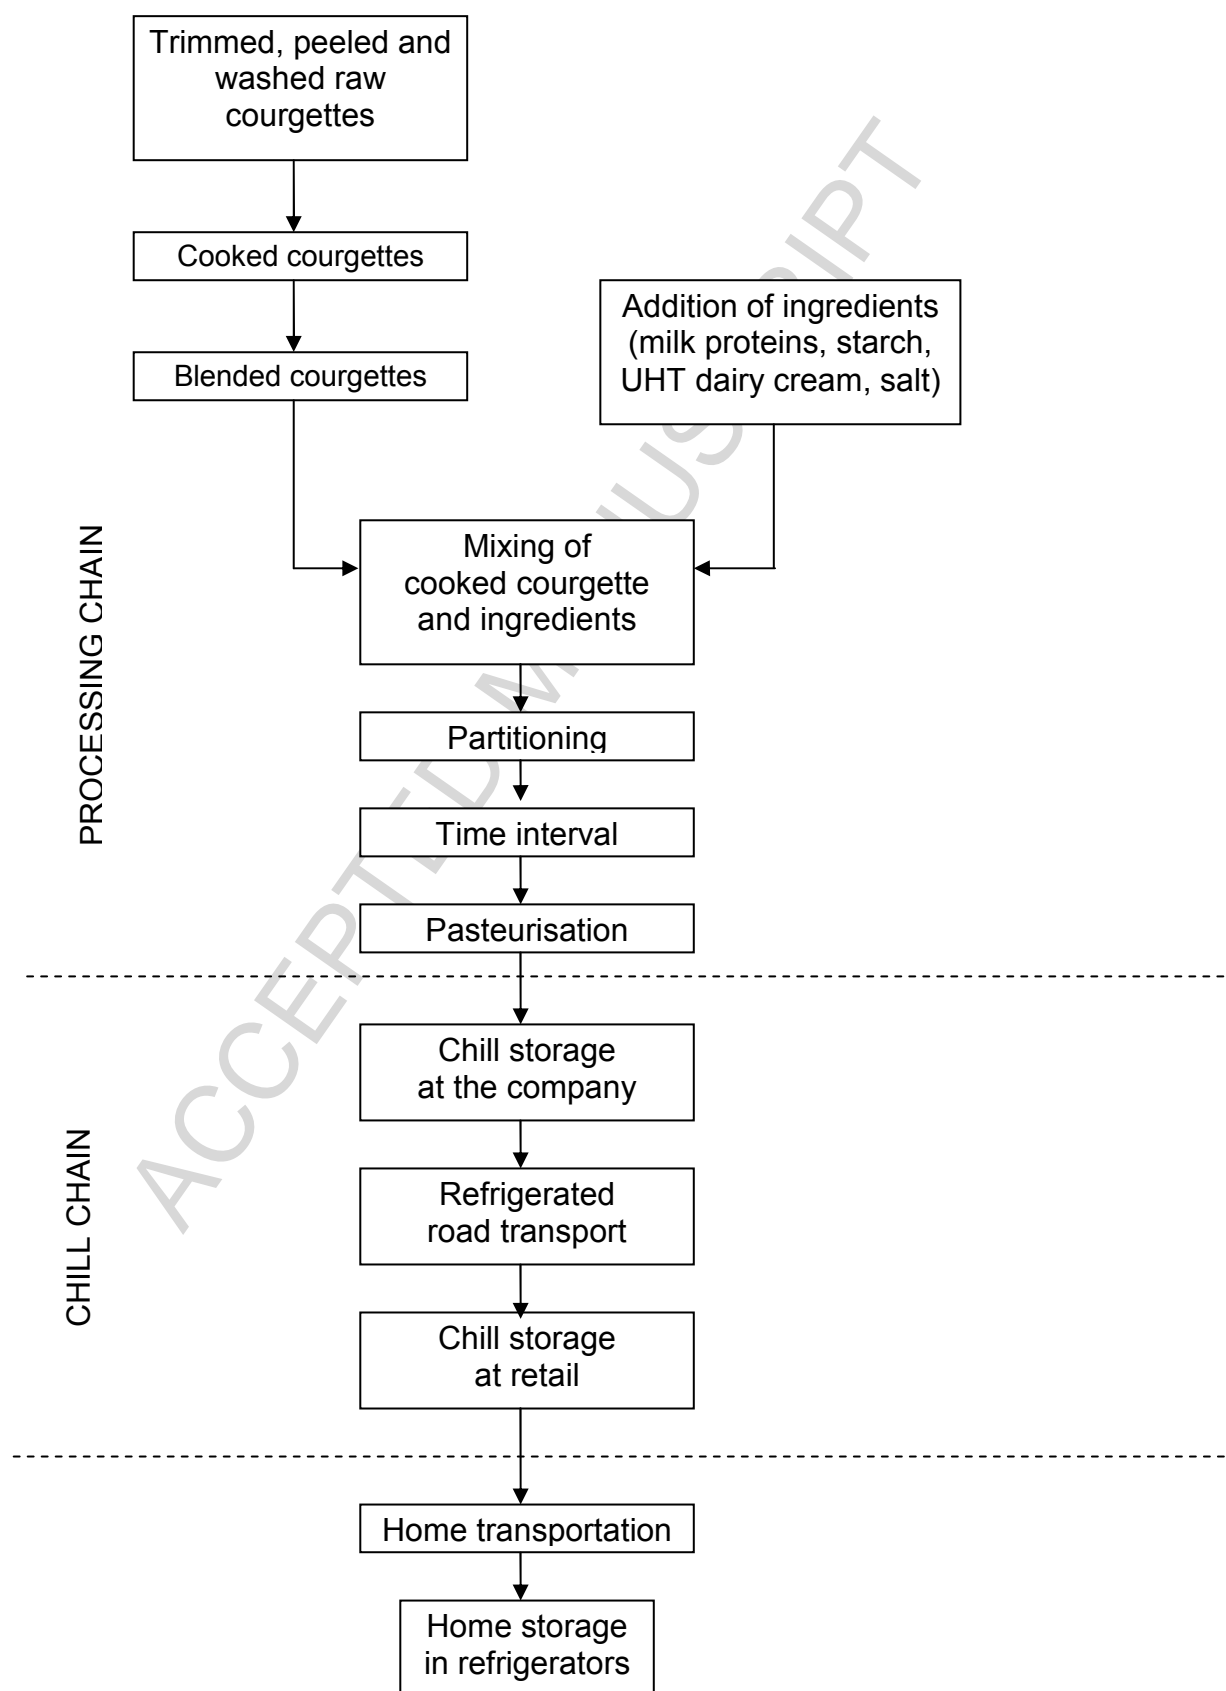 Trimmed, peeled and
washed raw
courgettes
Cooked courgettes
Blended courgettes
Addition of ingredients
(milk proteins, starch,
UHT dairy cream, salt)
PROCESSING CHAIN
Mixing of
cooked courgette
and ingredients
Partitioning
Time interval
Pasteurisation
CHILL CHAIN
Chill storage
at the company
Refrigerated
road transport
Chill storage
at retail
Home transportation
Home storage
in refrigerators
ACCEPTED MANUSCRIPT